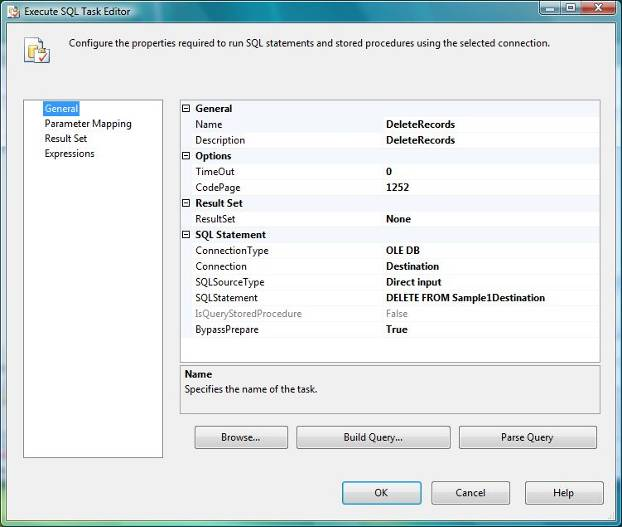 Execute SQL Task Editor
Configure the properties required to run SQL statements and stored procedures using the selected connection.
General
Parameter Mapping
Result Set
Expressions
General
Name DeleteRecords
Description DeleteRecords
Options
TimeOut 0
CodePage 1252
Result Set
ResultSet None
SQL Statement
ConnectionType OLE DB
Connection Destination
SQLSourceType Direct input
SQLStatement DELETE FROM Sample1Destination
IsQueryStoredProcedure False
BypassPrepare True
Name
Specifies the name of the task.
Browse... Build Query... Parse Query
OK Cancel Help